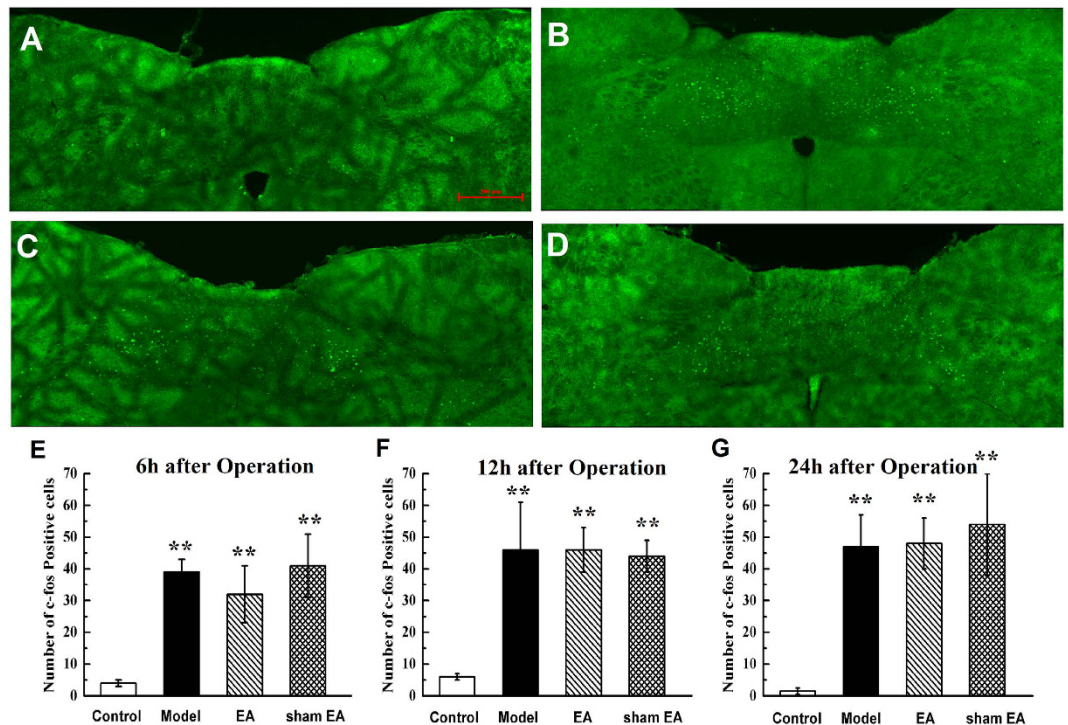 A
B
C
D
E
6h after Operation
Number of c-fos Positive cells
70
60
50
40
30
20
10
0
**
**
**
Control Model EA sham EA
F
12h after Operation
Number of c-fos Positive cells
70
60
50
40
30
20
10
0
**
**
**
Control Model EA sham EA
G
24h after Operation
Number of c-fos Positive cells
70
60
50
40
30
20
10
0
**
**
**
Control Model EA sham EA